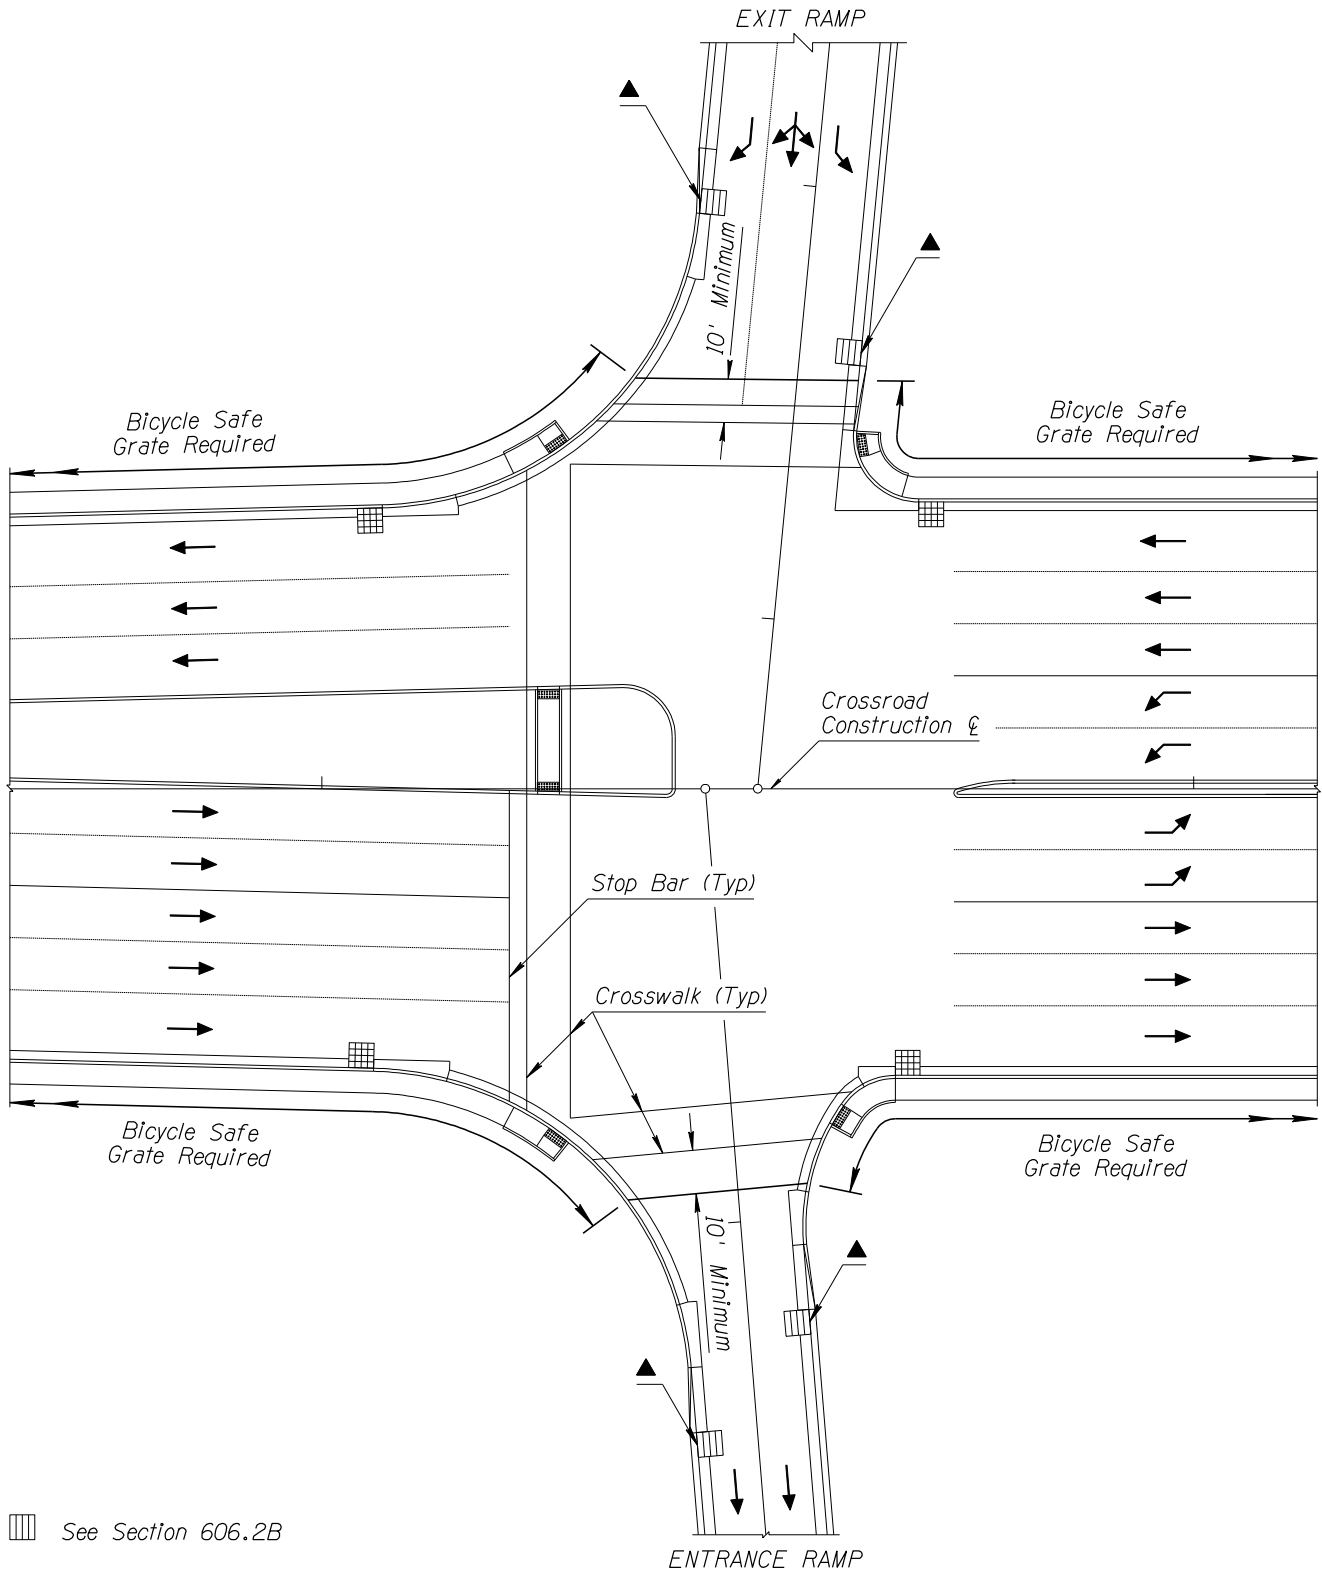 EXIT RAMP
10' Minimum
Bicycle Safe
Grate Required
Bicycle Safe
Grate Required
Crossroad
Construction ℄
Stop Bar (Typ)
Crosswalk (Typ)
Bicycle Safe
Grate Required
Bicycle Safe
Grate Required
10' Minimum
See Section 606.2B
ENTRANCE RAMP